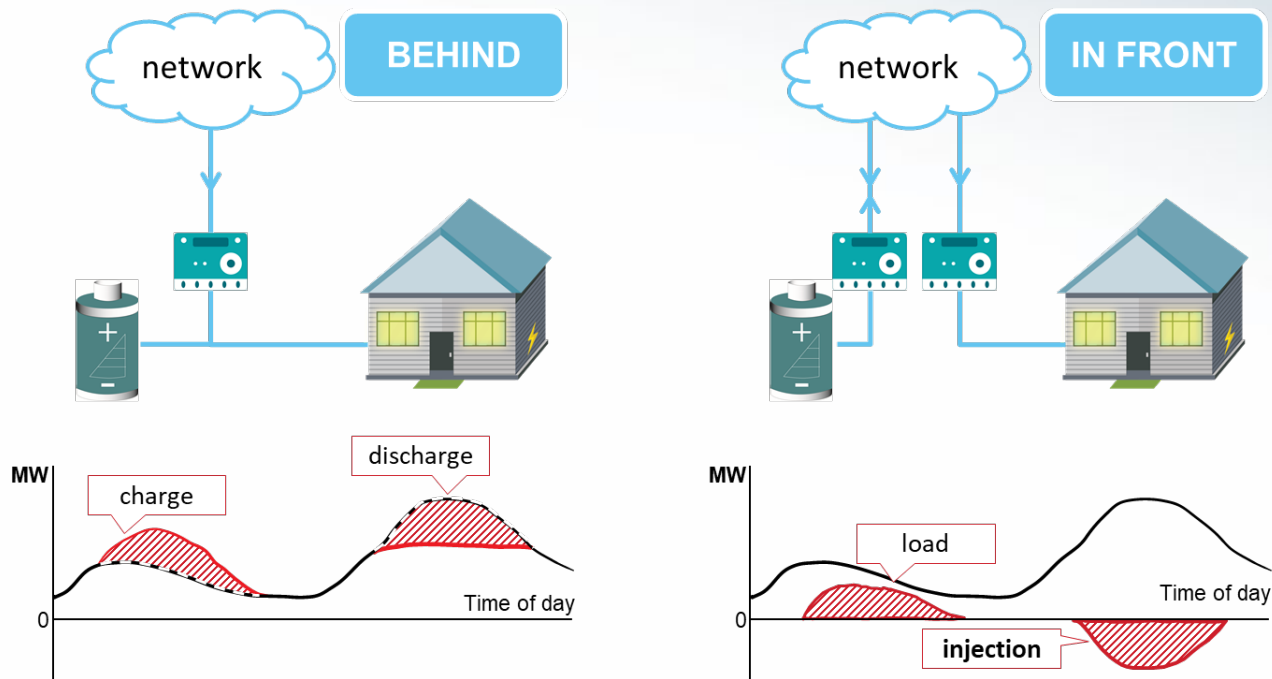 network
BEHIND
network
IN FRONT
MW
charge
discharge
Time of day
0
MW
load
Time of day
0
injection